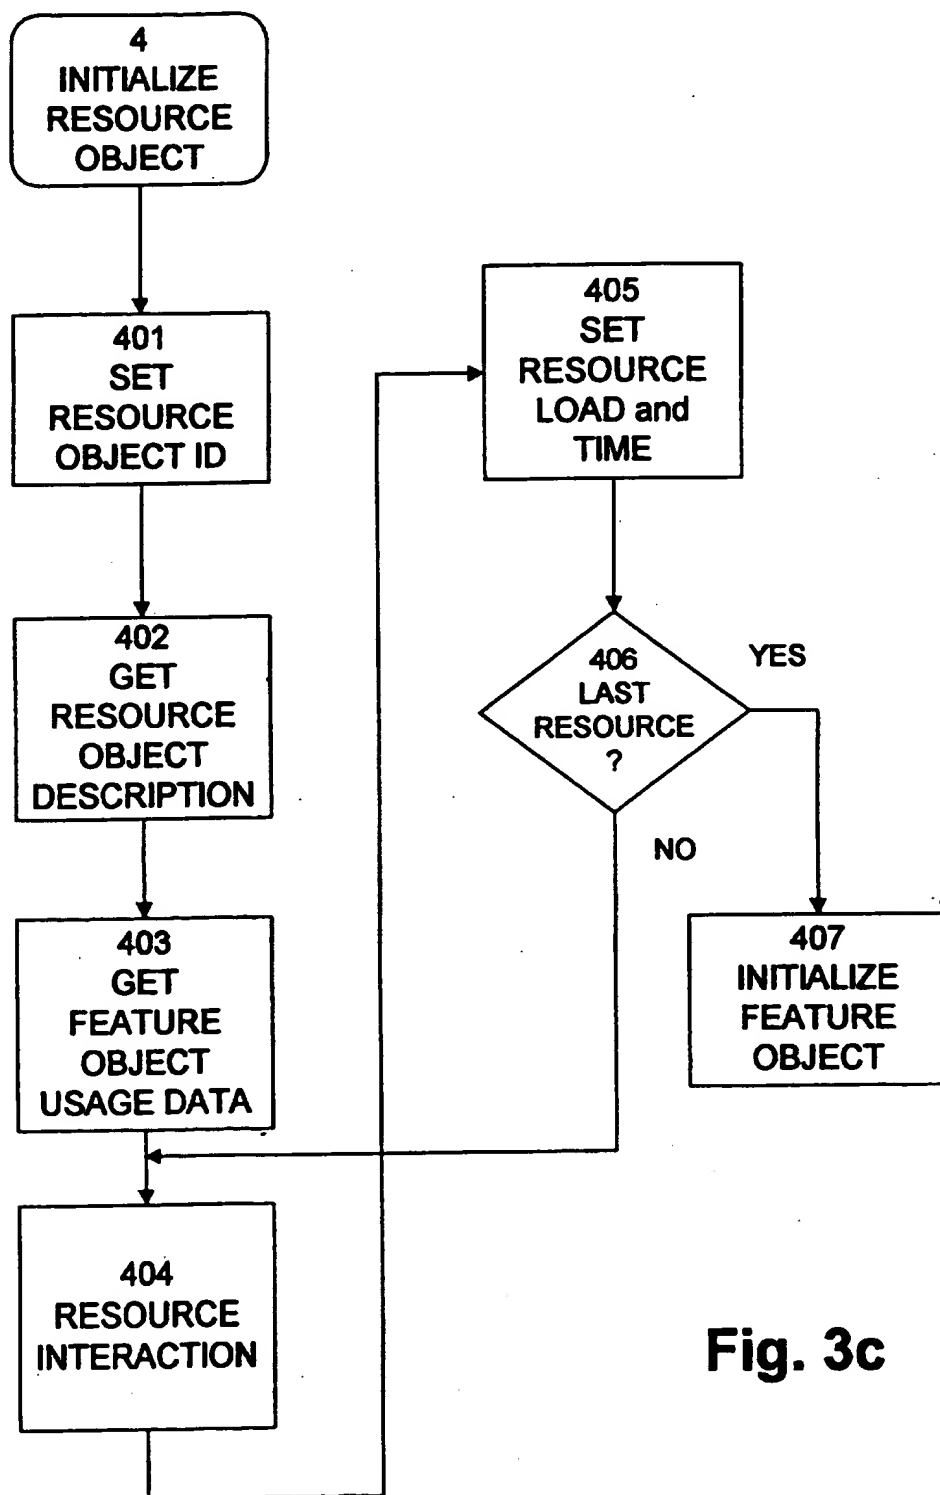 4
INITIALIZE
RESOURCE
OBJECT
401
SET
RESOURCE
OBJECT ID
402
GET
RESOURCE
OBJECT
DESCRIPTION
403
GET
FEATURE
OBJECT
USAGE DATA
404
RESOURCE
INTERACTION
405
SET
RESOURCE
LOAD and
TIME
406
LAST
RESOURCE
?
YES
NO
407
INITIALIZE
FEATURE
OBJECT
Fig. 3c